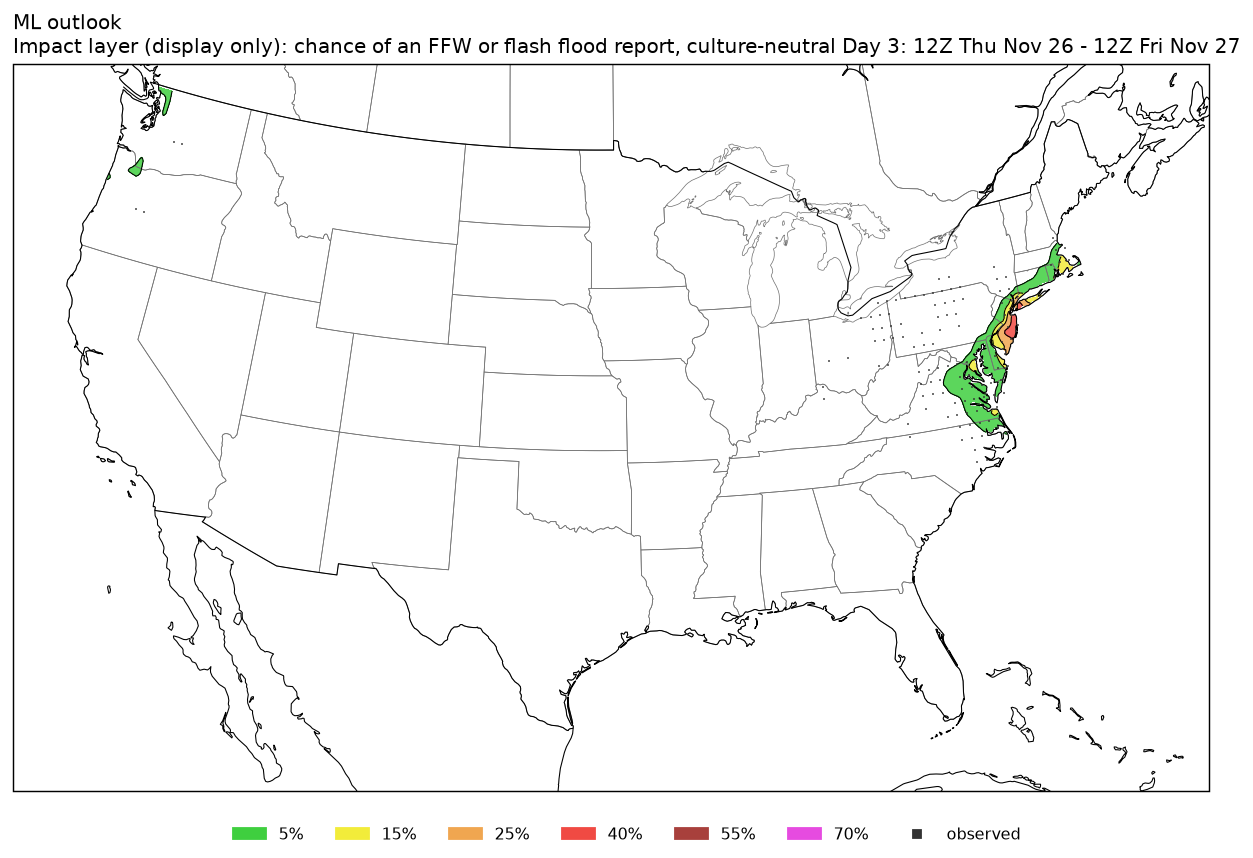 ML outlook
Impact layer (display only): chance of an FFW or flash flood report, culture-neutral Day 3: 12Z Thu Nov 26 - 12Z Fri Nov 27
5% 15% 25% 40% 55% 70% observed